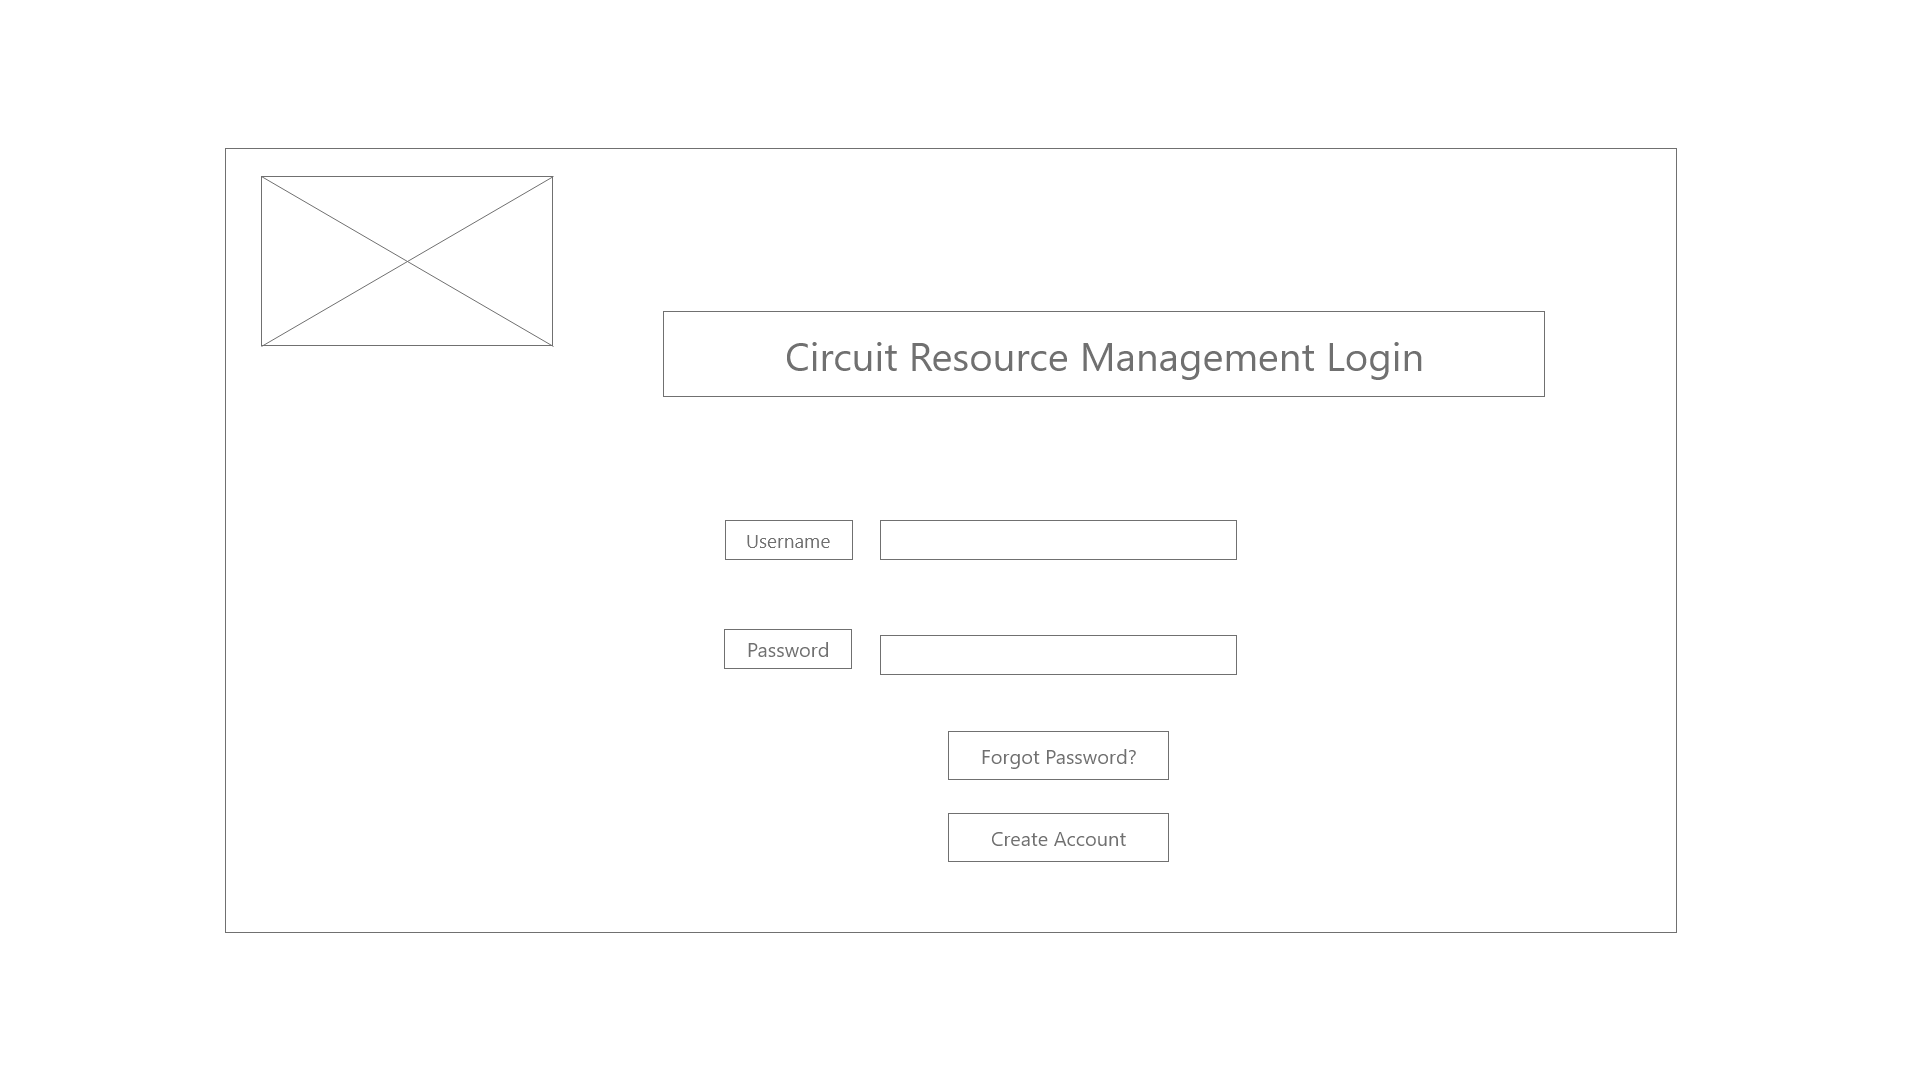 Circuit Resource Management Login
Username
Password
Forgot Password?
Create Account